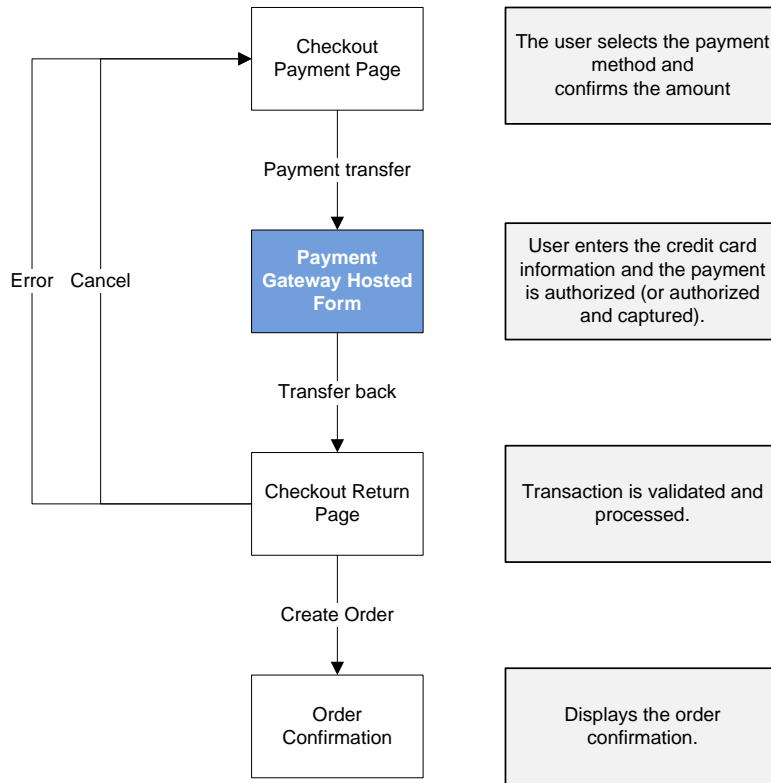 Checkout
Payment Page
The user selects the payment
method and
confirms the amount
Payment transfer
Error
Cancel
Payment
Gateway Hosted
Form
User enters the credit card
information and the payment
is authorized (or authorized
and captured).
Transfer back
Checkout Return
Page
Transaction is validated and
processed.
Create Order
Order
Confirmation
Displays the order
confirmation.